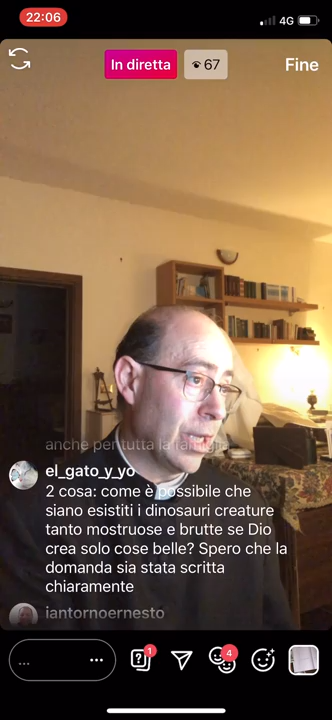 22:06
4G
In diretta
67
Fine
anche per tutta la famiglia
el_gato_y_yo
2 cosa: come è possibile che
siano esistiti i dinosauri creature
tanto mostruose e brutte se Dio
crea solo cose belle? Spero che la
domanda sia stata scritta
chiaramente
iantornoernesto
...
1
4